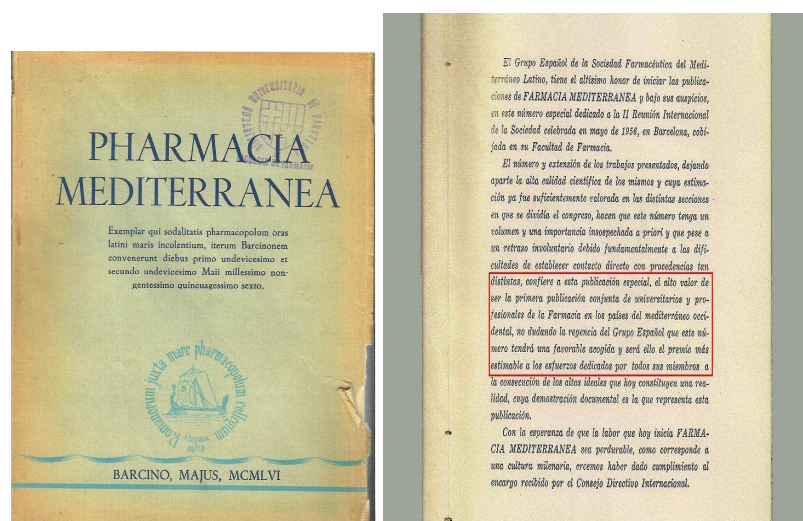 PHARMACIA
MEDITERRANEA
Exemplar qui sodalitatis pharmacopolum oras
latini maris incolentium, iterum Barcinonem
convenerunt diebus primo undevicesimo et
secundo undevicesimo Maii millessimo non-
gentessimo quincuagessimo sexto.
Romanorum juxta mare pharmacopolum
Hispana
natio
BARCINO, MAJUS, MCMLVI
El Grupo Español de la Sociedad Farmacéutica del Medi-
terráneo Latino, tiene el altísimo honor de iniciar las publica-
ciones de FARMACIA MEDITERRANEA y bajo sus auspicios,
en este número especial dedicado a la II Reunión Internacional
de la Sociedad celebrada en mayo de 1956, en Barcelona, cobi-
jada en su Facultad de Farmacia.
El número y extensión de los trabajos presentados, dejando
aparte la alta calidad científica de los mismos y cuya estima-
ción ya fue suficientemente valorada en las distintas secciones
en que se dividía el congreso, hacen que este número tenga un
volumen y una importancia insospechada a priori y que pese a
un retraso involuntario debido fundamentalmente a las difi-
cultades de establecer contacto directo con procedencias tan
distintas, confiere a esta publicación especial, el alto valor de
ser la primera publicación conjunta de universitarios y pro-
fesionales de la Farmacia en los países del mediterráneo occi-
dental, no dudando la regencia del Grupo Español que este nú-
mero tendrá una favorable acogida y será ello el premio más
estimable a los esfuerzos dedicados por todos sus miembros a
la consecución de los altos ideales que hoy constituyen una rea-
lidad, cuya demostración documental es la que representa esta
publicación.
Con la esperanza de que la labor que hoy inicia FARMA-
CIA MEDITERRANEA sea perdurable, como corresponde a
una cultura milenaria, creemos haber dado cumplimiento al
encargo recibido por el Consejo Directivo Internacional.